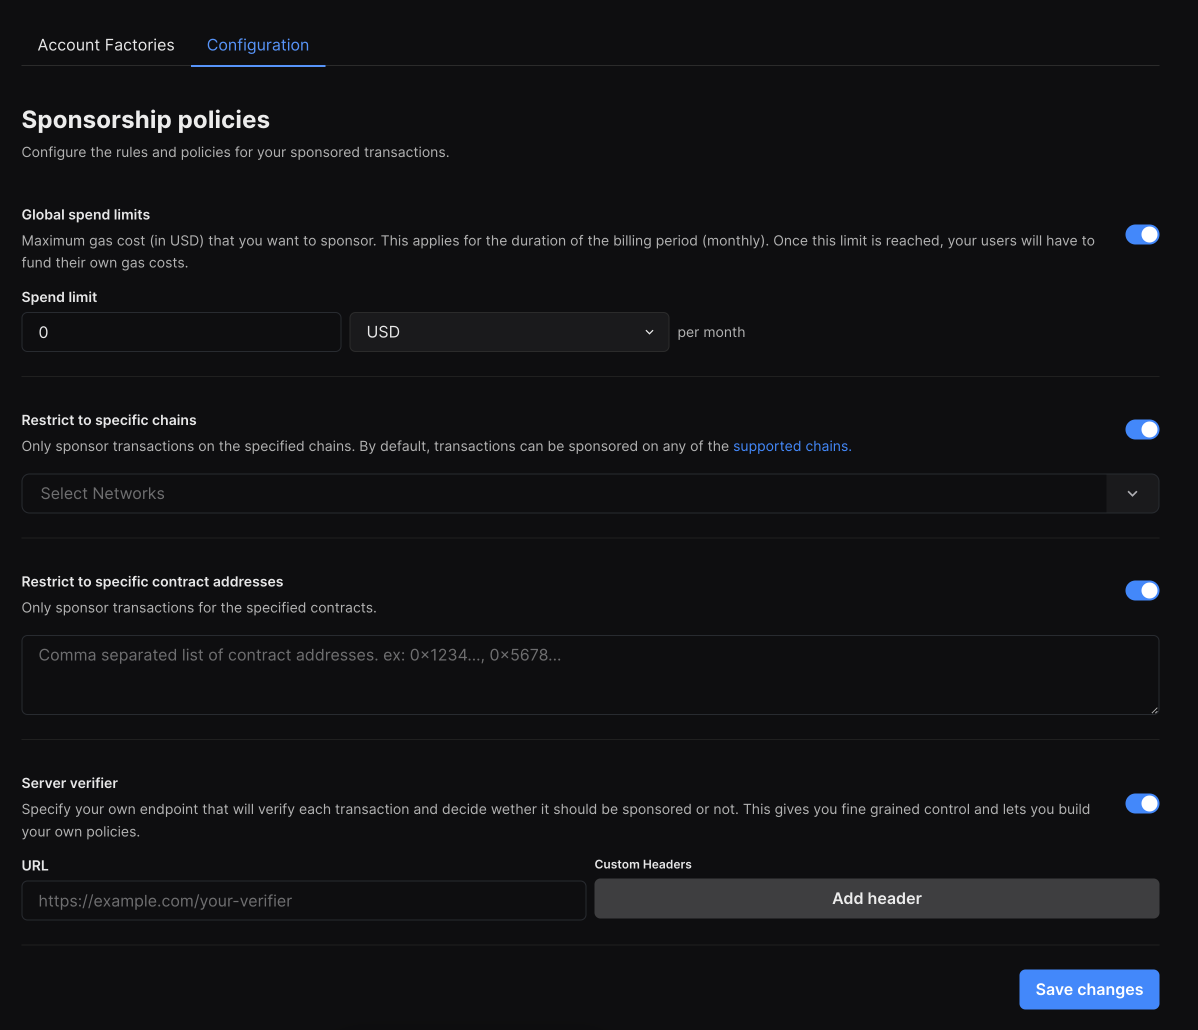 Account Factories
Configuration
Sponsorship policies
Configure the rules and policies for your sponsored transactions.
Global spend limits
Maximum gas cost (in USD) that you want to sponsor. This applies for the duration of the billing period (monthly). Once this limit is reached, your users will have to
fund their own gas costs.
Spend limit
0
USD
per month
Restrict to specific chains
Only sponsor transactions on the specified chains. By default, transactions can be sponsored on any of the supported chains.
Select Networks
Restrict to specific contract addresses
Only sponsor transactions for the specified contracts.
Comma separated list of contract addresses. ex: 0×1234..., 0×5678...
Server verifier
Specify your own endpoint that will verify each transaction and decide wether it should be sponsored or not. This gives you fine grained control and lets you build
your own policies.
URL
Custom Headers
https://example.com/your-verifier
Add header
Save changes